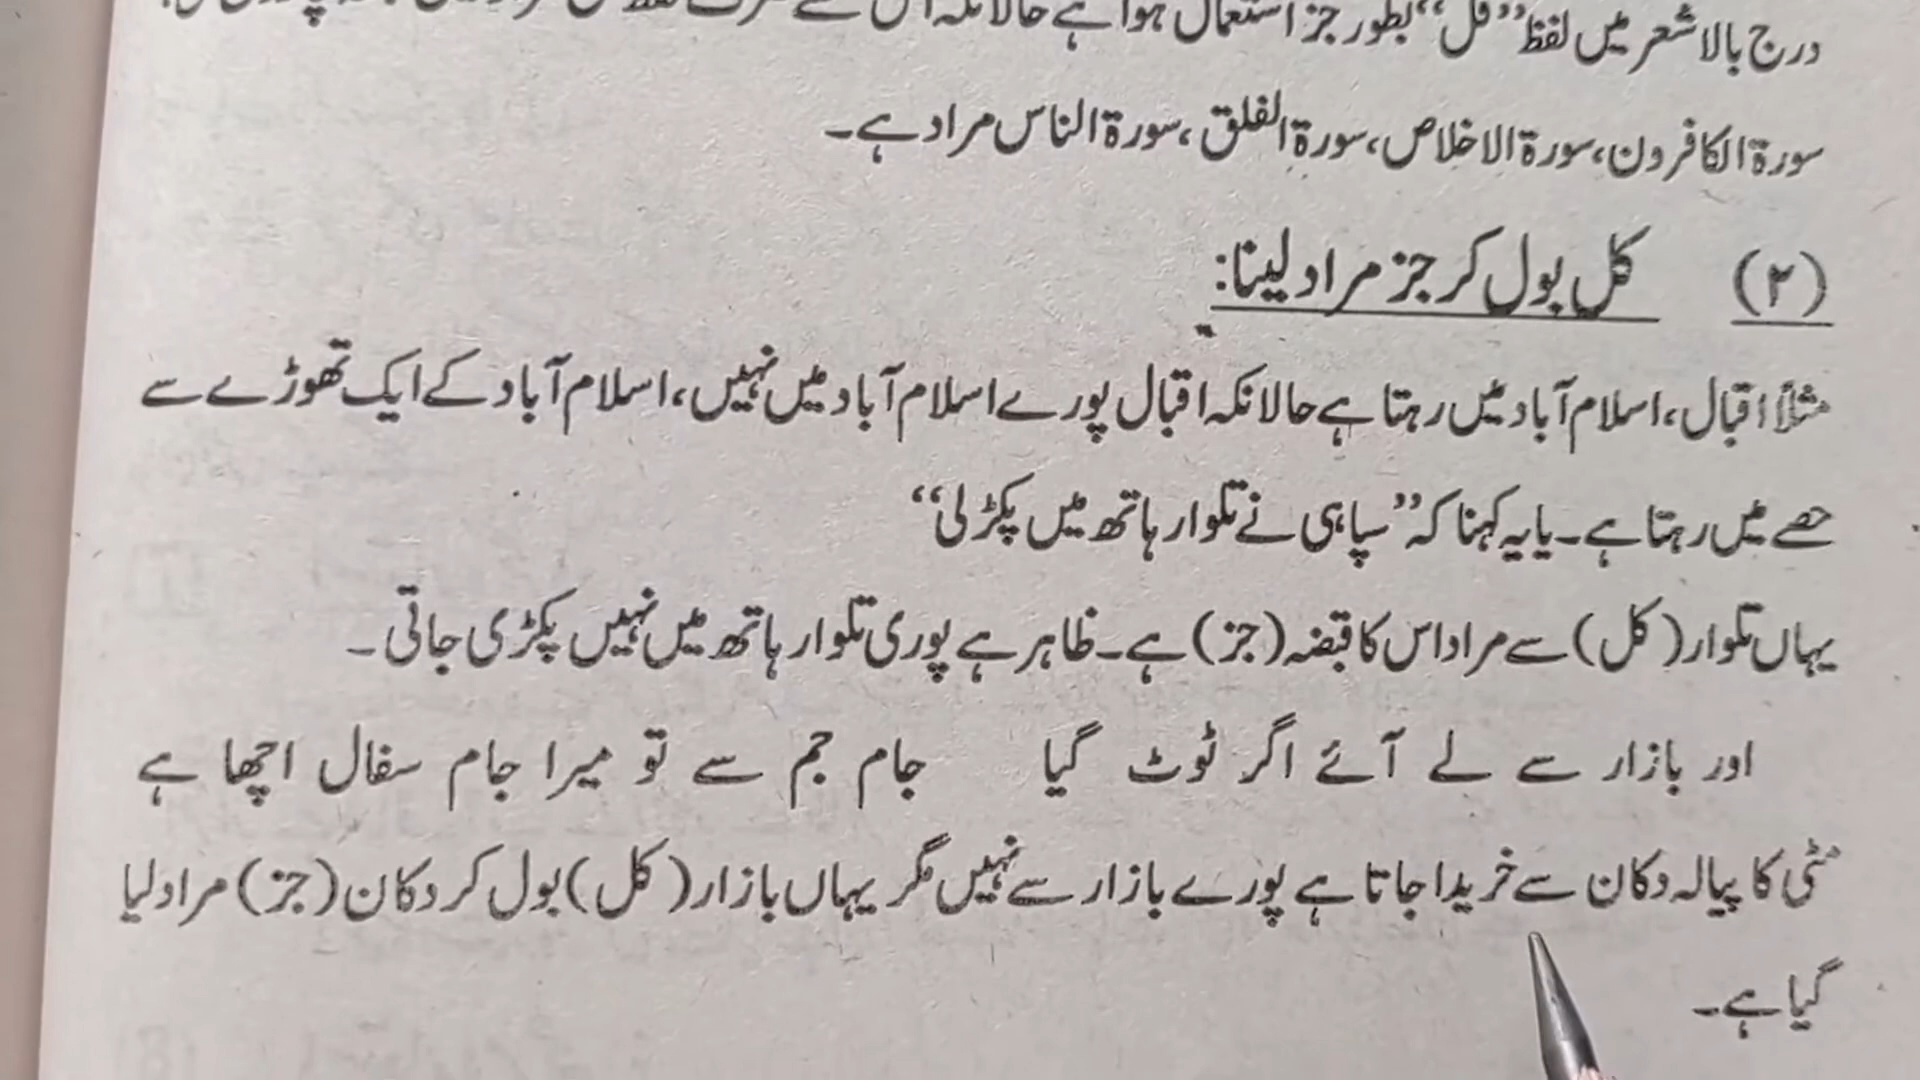 درج بالا شعر میں لفظ ’’قل‘‘ بطور جز استعمال ہوا ہے حالانکہ اس سے
سورۃ الکافرون، سورۃ الاخلاص، سورۃ الفلق، سورۃ الناس مراد ہے۔
(۲) کل بول کر جز مراد لینا:
مثلاً اقبال، اسلام آباد میں رہتا ہے حالانکہ اقبال پورے اسلام آباد میں نہیں، اسلام آباد کے ایک تھوڑے سے
حصے میں رہتا ہے۔ یا یہ کہنا کہ ’’سپاہی نے تلوار ہاتھ میں پکڑ لی‘‘
یہاں تلوار (کل) سے مراد اس کا قبضہ (جز) ہے۔ ظاہر ہے پوری تلوار ہاتھ میں نہیں پکڑی جاتی۔
اور بازار سے لے آئے اگر ٹوٹ گیا جام جم سے تو میرا جام سفال اچھا ہے
مٹی کا پیالہ دکان سے خریدا جاتا ہے پورے بازار سے نہیں مگر یہاں بازار (کل) بول کر دکان (جز) مراد لیا
گیا ہے۔